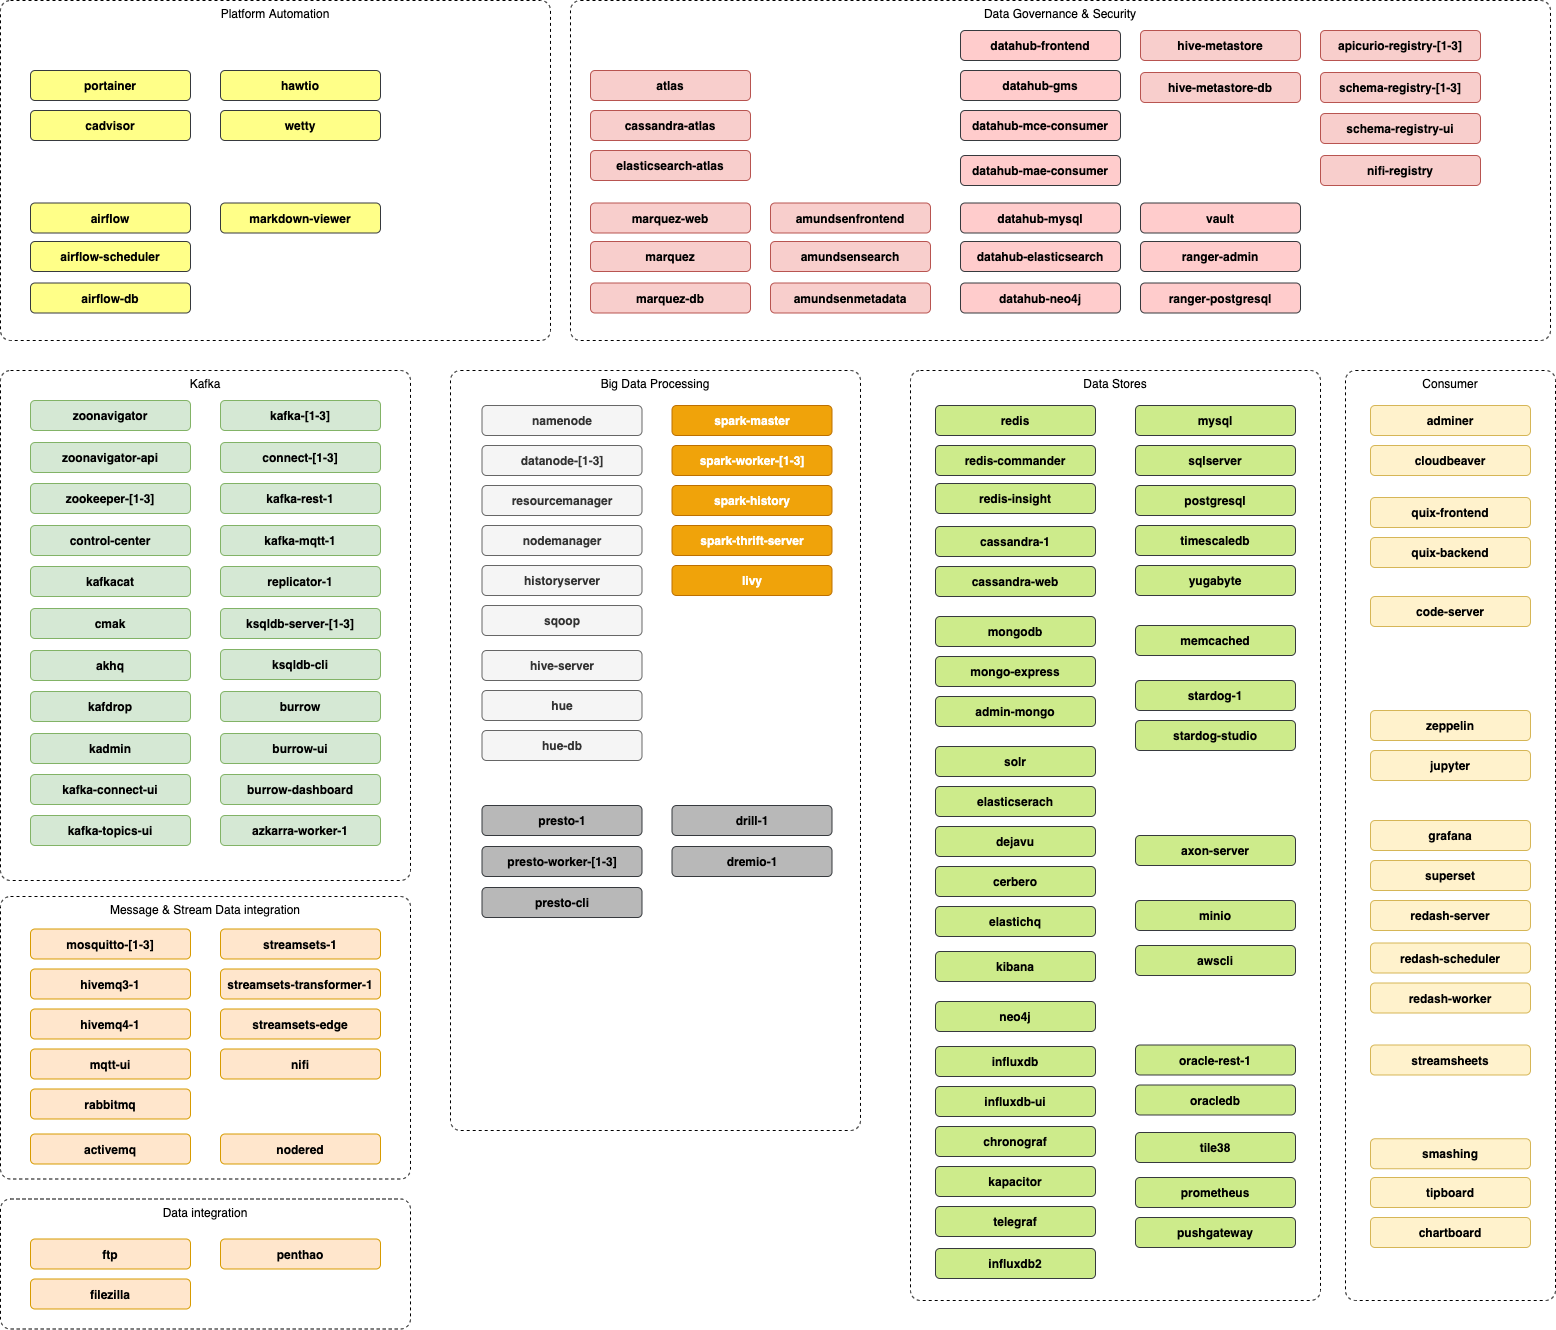 Platform Automation
portainer
hawtio
cadvisor
wetty
airflow
markdown-viewer
airflow-scheduler
airflow-db
Data Governance & Security
datahub-frontend
hive-metastore
apicurio-registry-[1-3]
atlas
datahub-gms
hive-metastore-db
schema-registry-[1-3]
cassandra-atlas
datahub-mce-consumer
schema-registry-ui
elasticsearch-atlas
datahub-mae-consumer
nifi-registry
marquez-web
amundsenfrontend
datahub-mysql
vault
marquez
amundsensearch
datahub-elasticsearch
ranger-admin
marquez-db
amundsenmetadata
datahub-neo4j
ranger-postgresql
Kafka
zoonavigator
kafka-[1-3]
zoonavigator-api
connect-[1-3]
zookeeper-[1-3]
kafka-rest-1
control-center
kafka-mqtt-1
kafkacat
replicator-1
cmak
ksqldb-server-[1-3]
akhq
ksqldb-cli
kafdrop
burrow
kadmin
burrow-ui
kafka-connect-ui
burrow-dashboard
kafka-topics-ui
azkarra-worker-1
Message & Stream Data integration
mosquitto-[1-3]
streamsets-1
hivemq3-1
streamsets-transformer-1
hivemq4-1
streamsets-edge
mqtt-ui
nifi
rabbitmq
activemq
nodered
Data integration
ftp
penthao
filezilla
Big Data Processing
namenode
spark-master
datanode-[1-3]
spark-worker-[1-3]
resourcemanager
spark-history
nodemanager
spark-thrift-server
historyserver
livy
sqoop
hive-server
hue
hue-db
presto-1
drill-1
presto-worker-[1-3]
dremio-1
presto-cli
Data Stores
redis
mysql
redis-commander
sqlserver
redis-insight
postgresql
cassandra-1
timescaledb
cassandra-web
yugabyte
mongodb
memcached
mongo-express
stardog-1
admin-mongo
stardog-studio
solr
elasticserach
dejavu
axon-server
cerbero
elastichq
minio
kibana
awscli
neo4j
influxdb
oracle-rest-1
influxdb-ui
oracledb
chronograf
tile38
kapacitor
prometheus
telegraf
pushgateway
influxdb2
Consumer
adminer
cloudbeaver
quix-frontend
quix-backend
code-server
zeppelin
jupyter
grafana
superset
redash-server
redash-scheduler
redash-worker
streamsheets
smashing
tipboard
chartboard